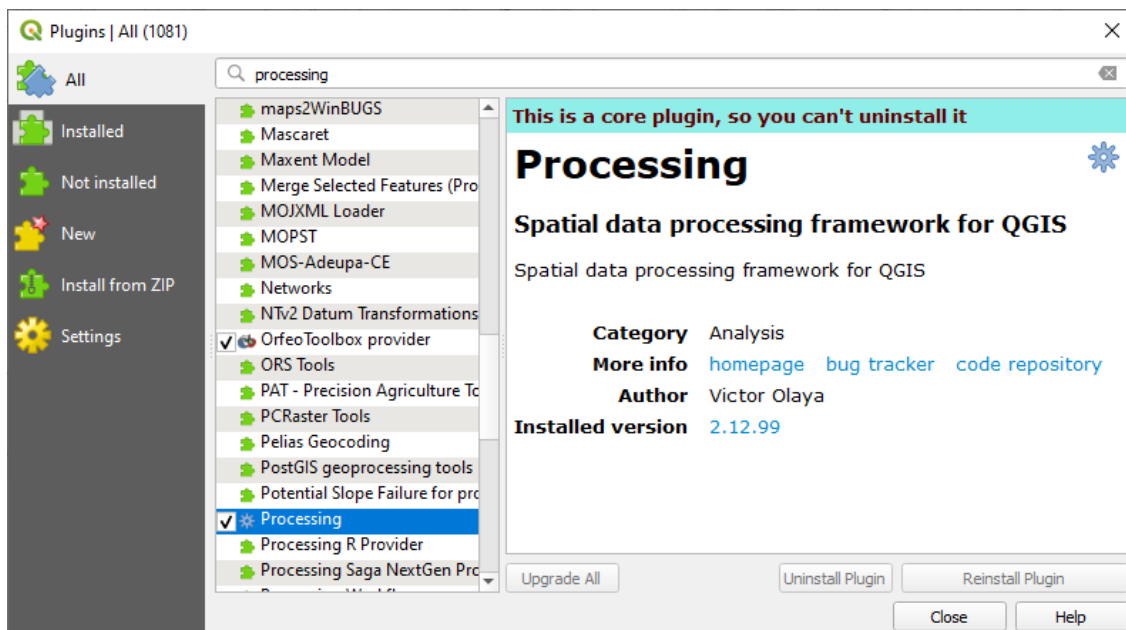 Plugins | All (1081)
All
Installed
Not installed
New
Install from ZIP
Settings
processing
maps2WinBUGS
Mascaret
Maxent Model
Merge Selected Features (Pro
MOJXML Loader
MOPST
MOS-Adeupa-CE
Networks
NTv2 Datum Transformations
OrfeoToolbox provider
ORS Tools
PAT - Precision Agriculture To
PCRaster Tools
Pelias Geocoding
PostGIS geoprocessing tools
Potential Slope Failure for pro
Processing
Processing R Provider
Processing Saga NextGen Pro
This is a core plugin, so you can't uninstall it
Processing
Spatial data processing framework for QGIS
Spatial data processing framework for QGIS
Category Analysis
More info homepage bug tracker code repository
Author Victor Olaya
Installed version 2.12.99
Upgrade All
Uninstall Plugin
Reinstall Plugin
Close
Help